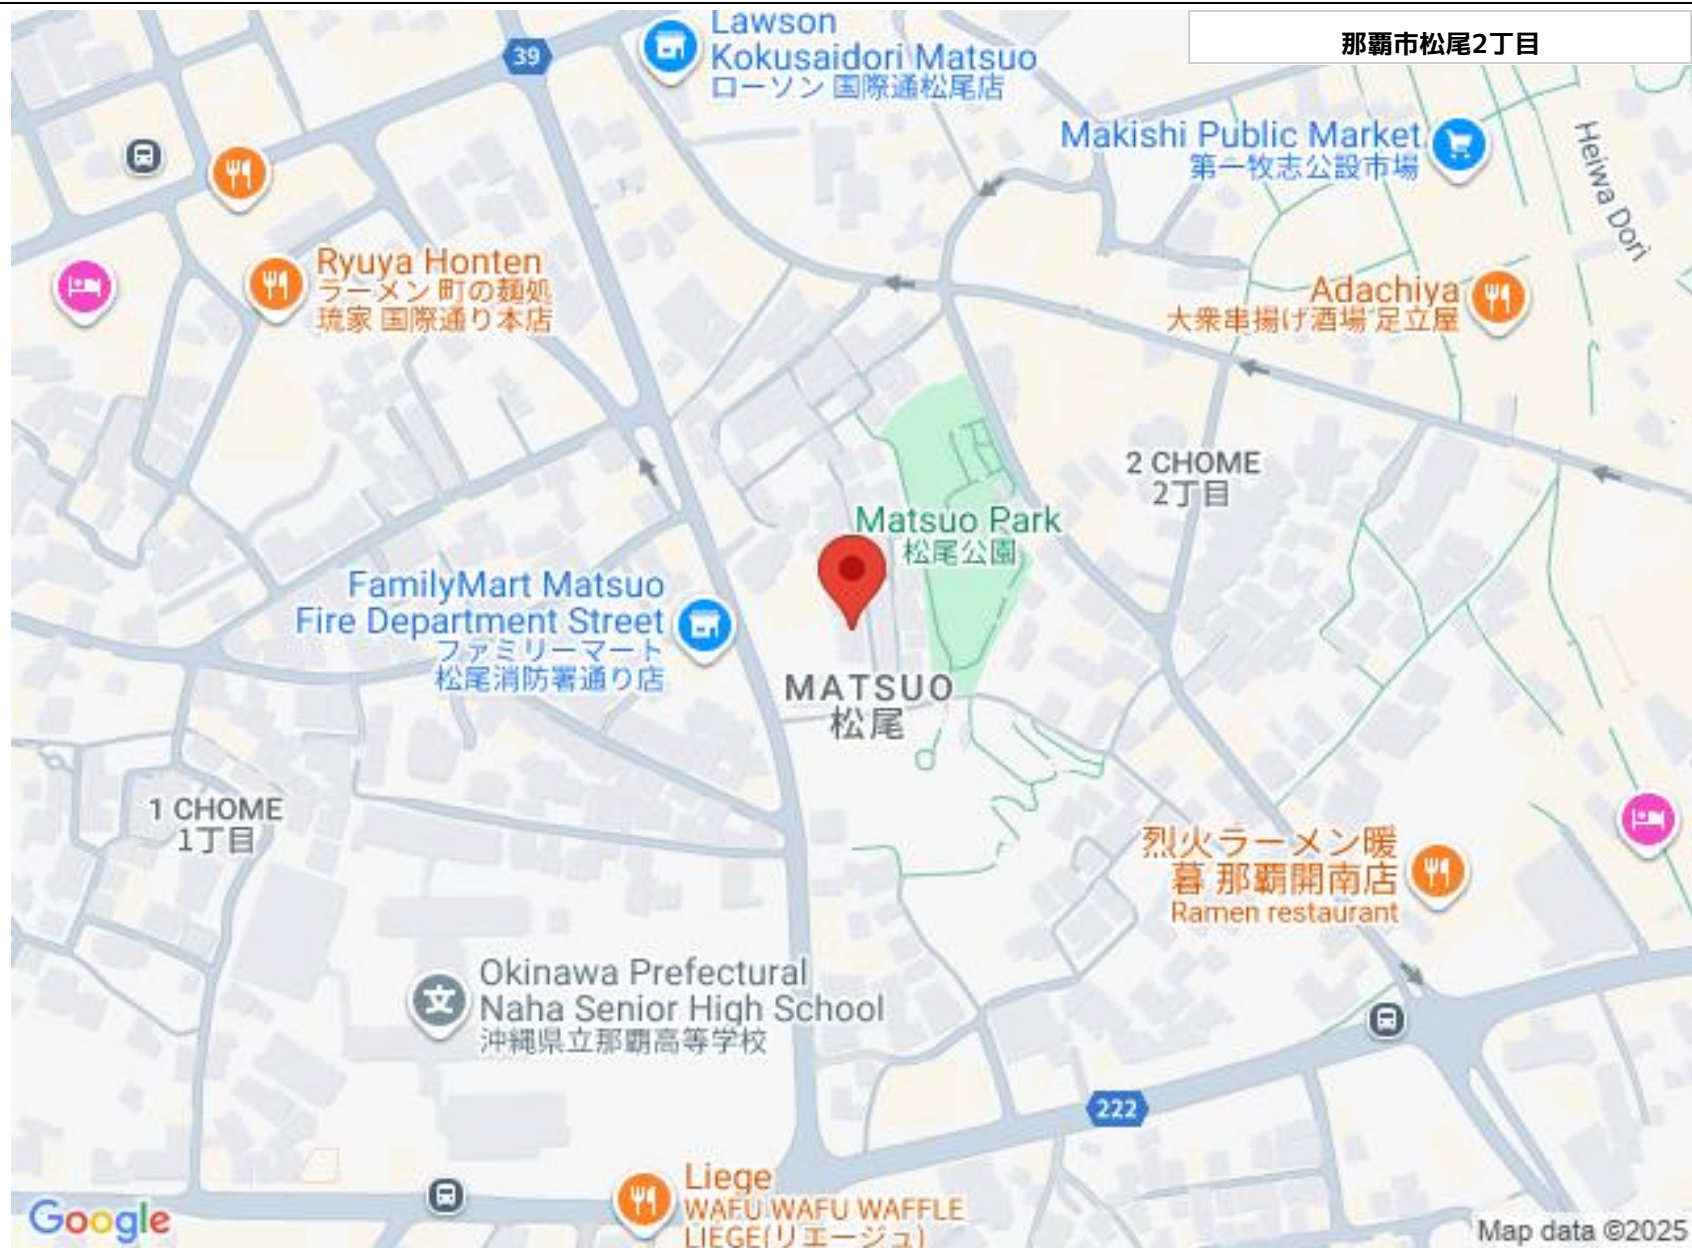 那覇市松尾2丁目
Lawson
Kokusaidori Matsuo
ローソン 国際通松尾店
39
Makishi Public Market
第一牧志公設市場
Heiwa Dori
Ryuya Honten
ラーメン 町の麺処
琉家 国際通り本店
Adachiya
大衆串揚げ酒場 足立屋
2 CHOME
2丁目
Matsuo Park
松尾公園
FamilyMart Matsuo
Fire Department Street
ファミリーマート
松尾消防署通り店
MATSUO
松尾
1 CHOME
1丁目
烈火ラーメン暖
暮 那覇開南店
Ramen restaurant
文
Okinawa Prefectural
Naha Senior High School
沖縄県立那覇高等学校
222
Liege
WAFU WAFU WAFFLE
LIEGE(リエージュ)
Google
Map data ©2025